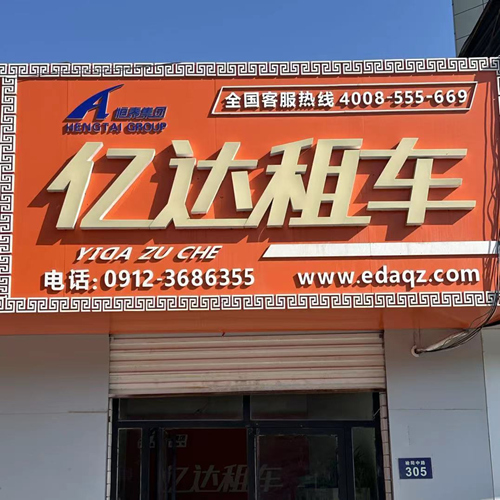 恒泰集团
HENGTAI GROUP
全国客服热线 4008-555-669
亿达租车
YIDA ZU CHE
电话: 0912-3686355
www.edaqz.com
305
亿达租车